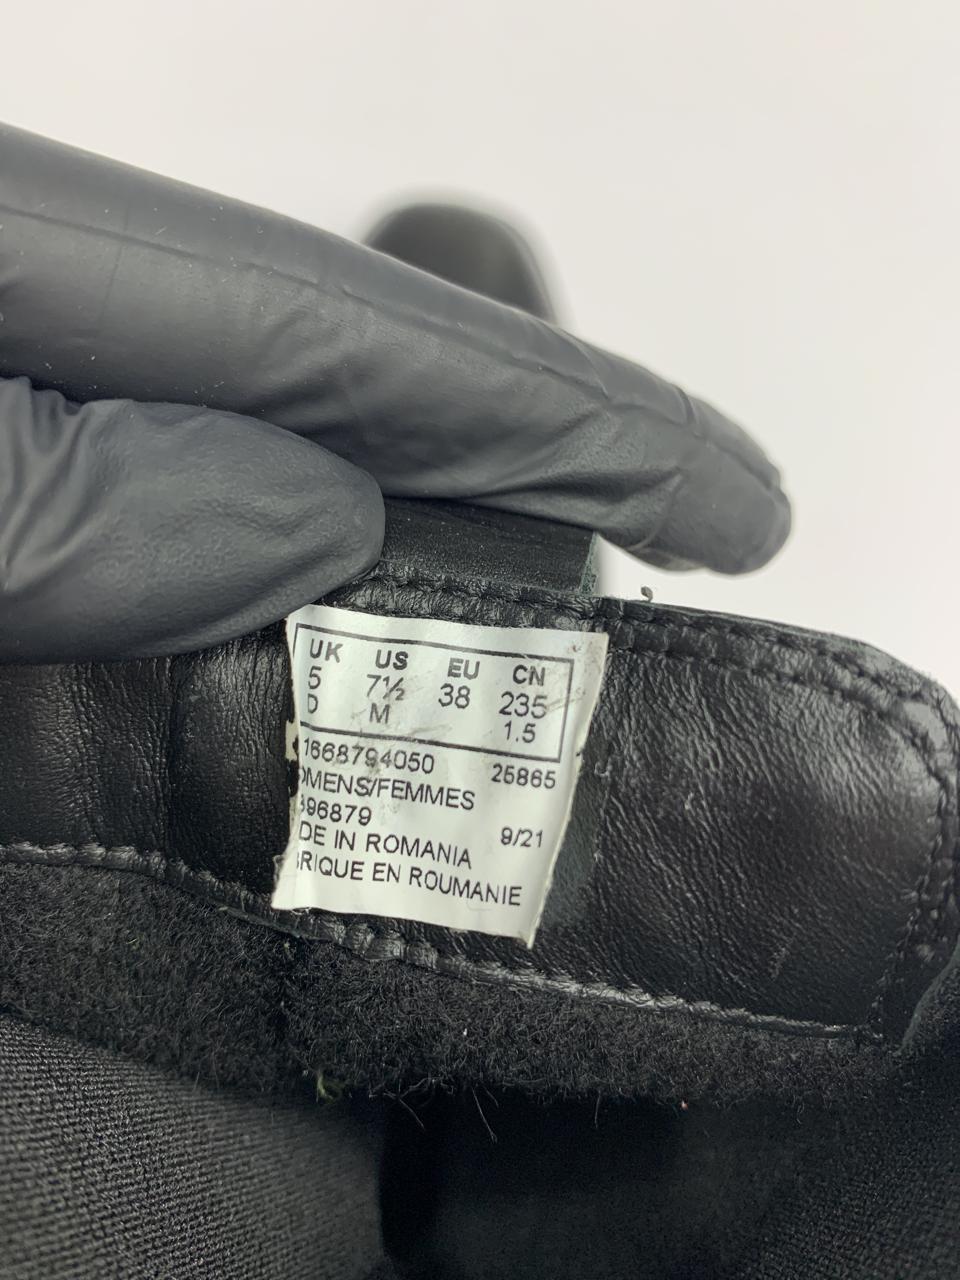 UK US EU CN
5 7½ 38 235
D M 1.5
1668794050 25865
OMENS/FEMMES
396879 9/21
DE IN ROMANIA
BRIQUE EN ROUMANIE